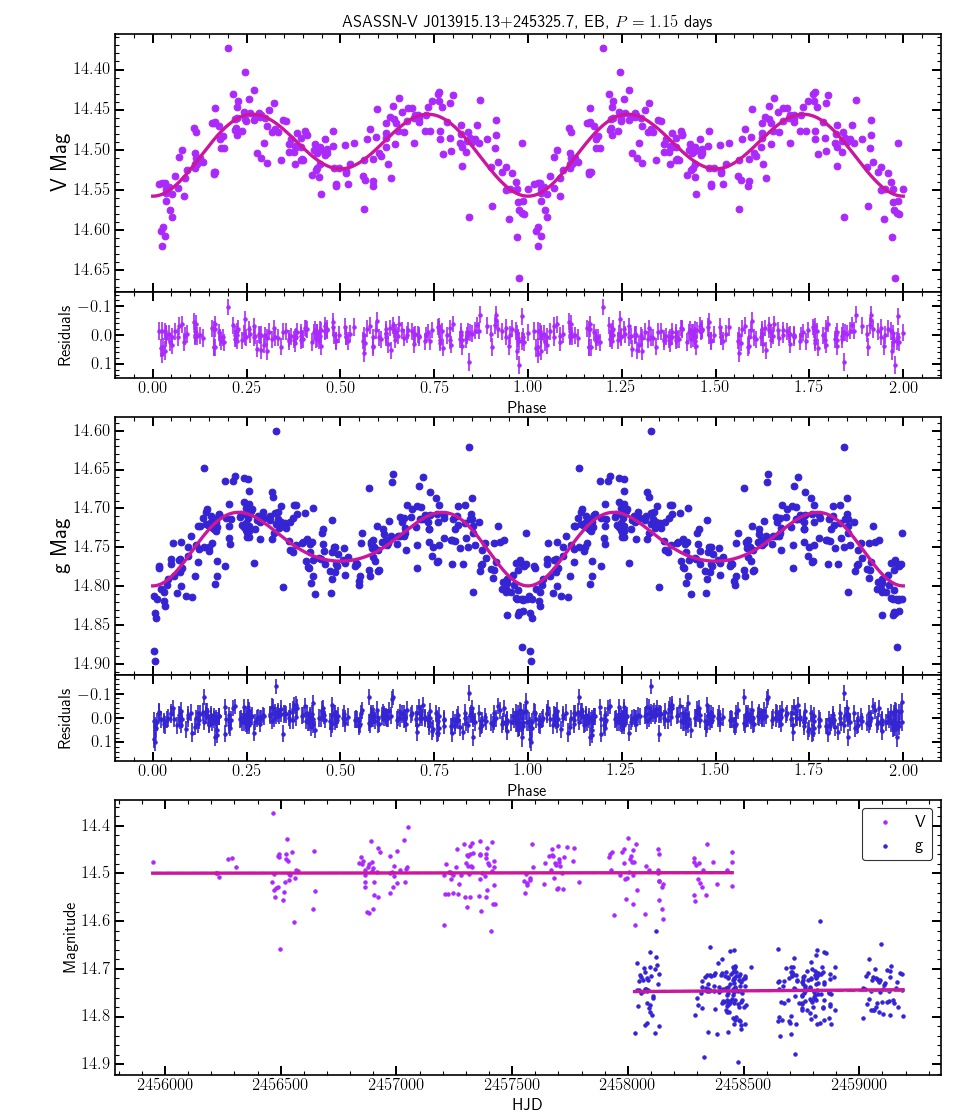 ASASSN-V J013915.13+245325.7, EB, P = 1.15 days
V Mag
14.40
14.45
14.50
14.55
14.60
14.65
Residuals
−0.1
0.0
0.1
0.00 0.25 0.50 0.75 1.00 1.25 1.50 1.75 2.00
Phase
g Mag
14.60
14.65
14.70
14.75
14.80
14.85
14.90
Residuals
−0.1
0.0
0.1
0.00 0.25 0.50 0.75 1.00 1.25 1.50 1.75 2.00
Phase
Magnitude
14.4
14.5
14.6
14.7
14.8
14.9
V
g
2456000 2456500 2457000 2457500 2458000 2458500 2459000
HJD